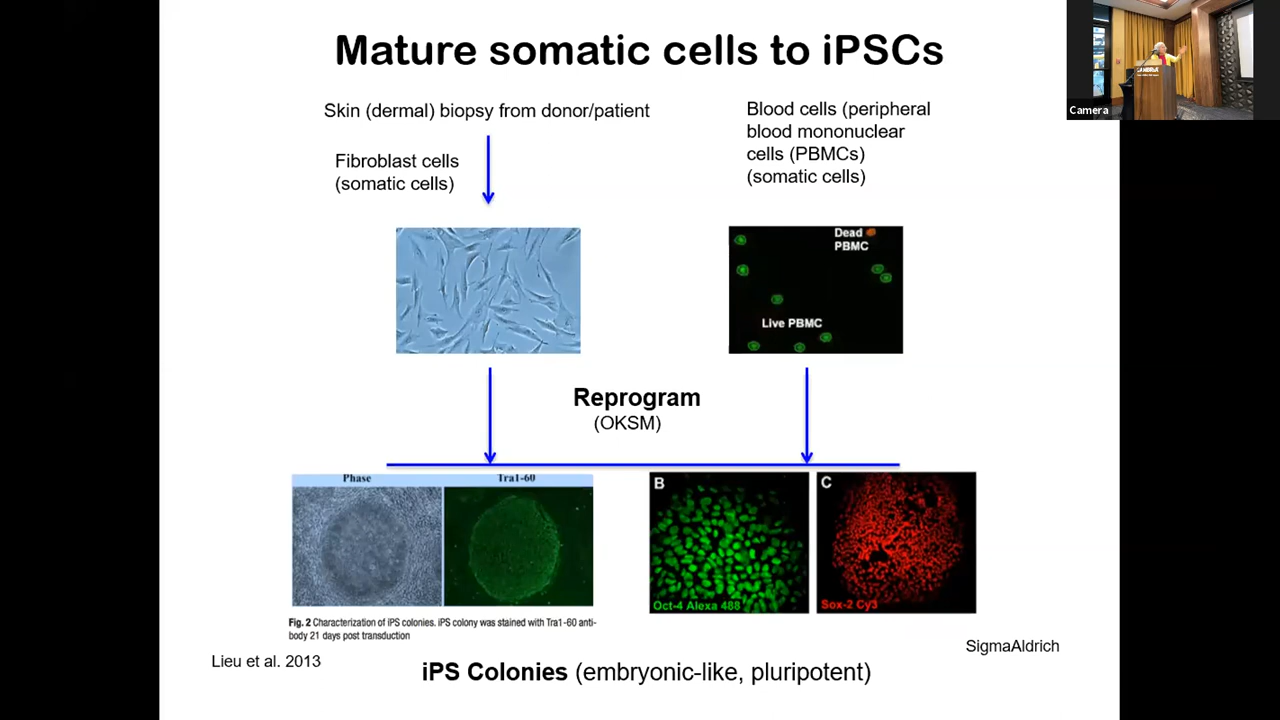 Mature somatic cells to iPSCs
Camera
Skin (dermal) biopsy from donor/patient
Fibroblast cells
(somatic cells)
Blood cells (peripheral
blood mononuclear
cells (PBMCs)
(somatic cells)
Dead
PBMC
Live PBMC
Reprogram
(OKSM)
Phase
Tra1-60
B
Oct-4 Alexa 488
C
Sox-2 Cy3
Fig. 2 Characterization of iPS colonies. iPS colony was stained with Tra1-60 anti-
body 21 days post transduction
Lieu et al. 2013
SigmaAldrich
iPS Colonies (embryonic-like, pluripotent)